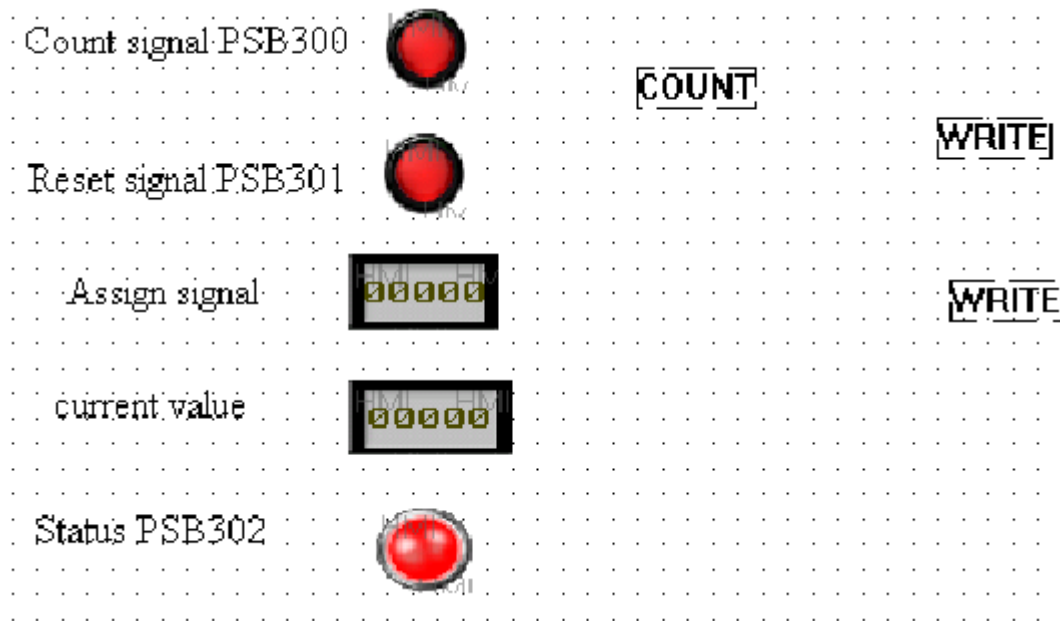 Count signal PSB300
COUNT
WRITE
Reset signal PSB301
Assign signal
00000
WRITE
current value
00000
Status PSB302